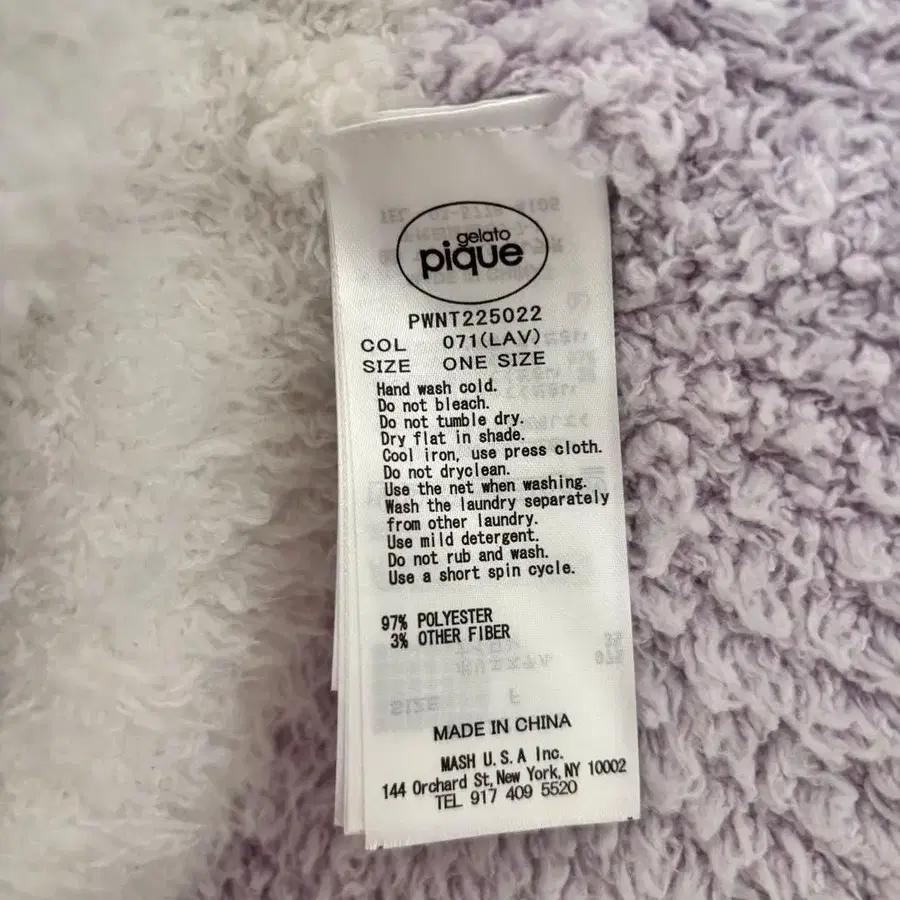 gelato
pique
PWNT225022
COL 071(LAV)
SIZE ONE SIZE
Hand wash cold.
Do not bleach.
Do not tumble dry.
Dry flat in shade.
Cool iron, use press cloth.
Do not dryclean.
Use the net when washing.
Wash the laundry separately
from other laundry.
Use mild detergent.
Do not rub and wash.
Use a short spin cycle.
97% POLYESTER
3% OTHER FIBER
MADE IN CHINA
MASH U.S.A Inc.
144 Orchard St, New York, NY 10002
TEL 917 409 5520